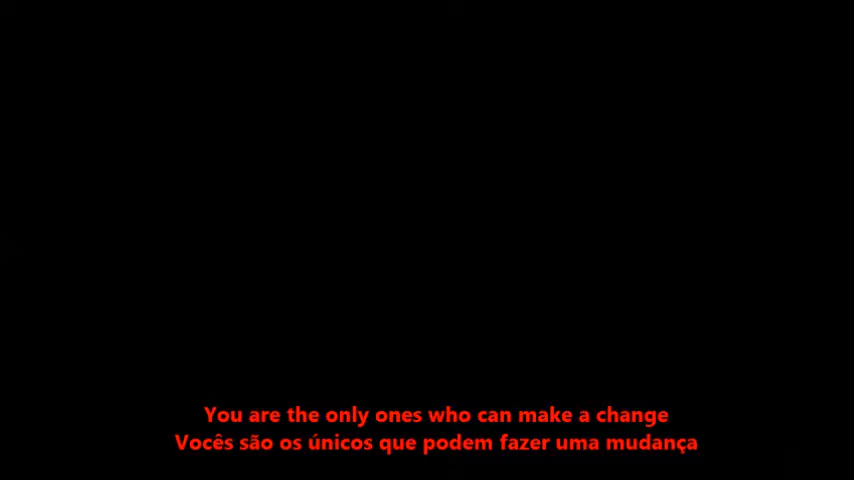 You are the only ones who can make a change
Vocês são os únicos que podem fazer uma mudança